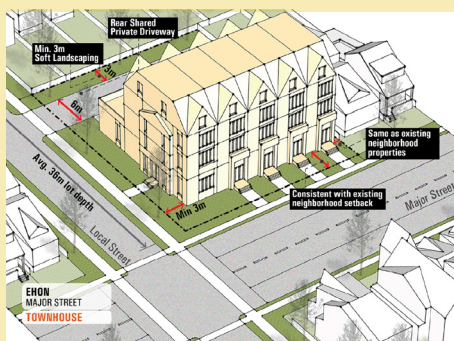 Rear Shared
Private Driveway
Min. 3m
Soft Landscaping
3m
6m
Same as existing
neighborhood
properties
Avg. 36m lot depth
Min 3m
Consistent with existing
neighborhood setback
Major Street
Local Street
EHON
MAJOR STREET
TOWNHOUSE